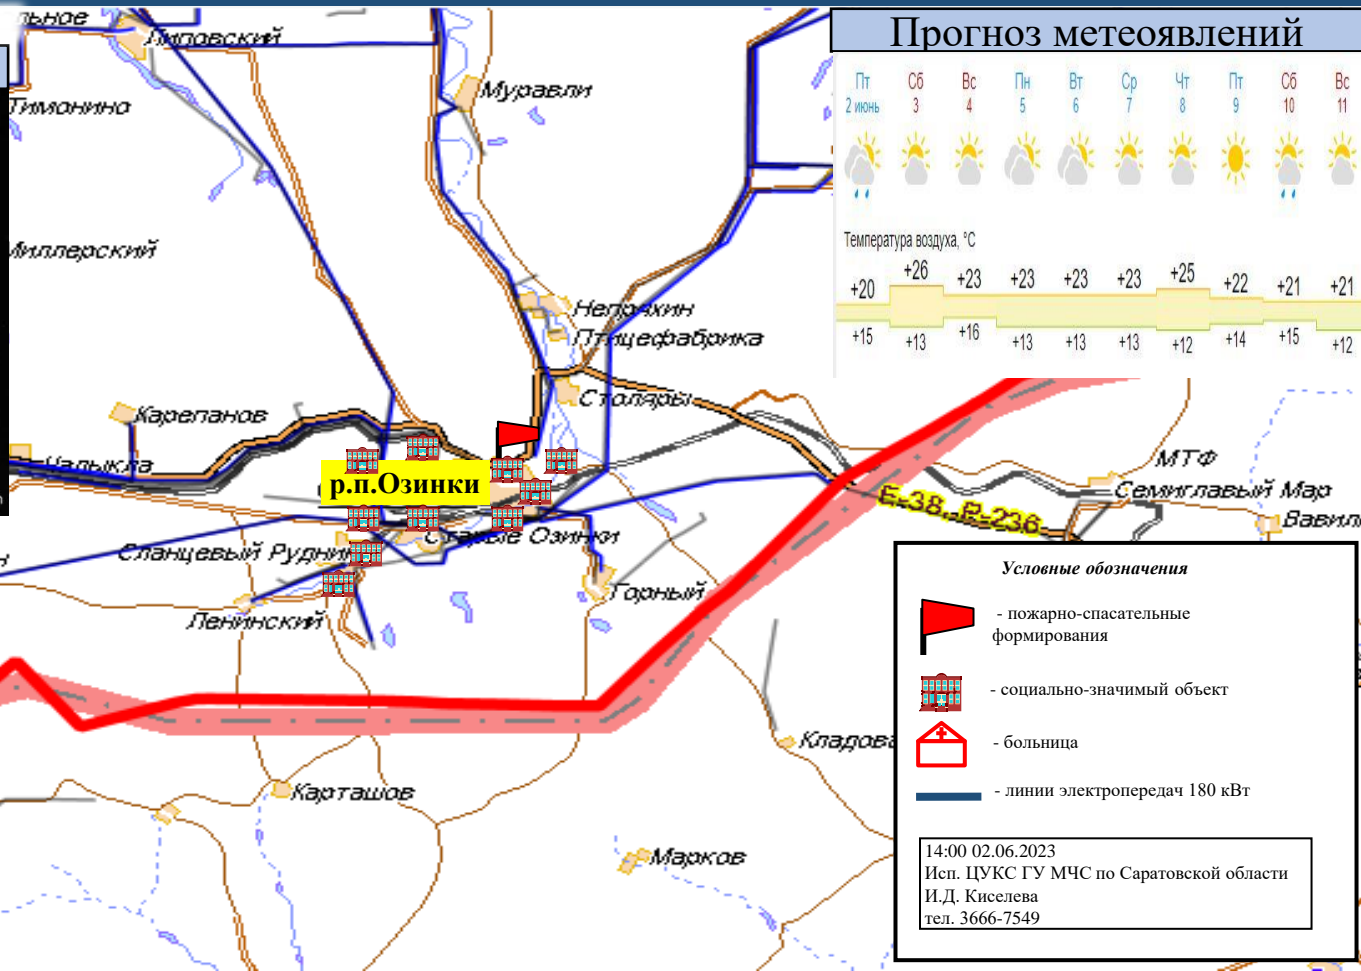 Прогноз метеоявлений
Пт Сб Вс Пн Вт Ср Чт Пт Сб Вс
2 июнь 3 4 5 6 7 8 9 10 11
Температура воздуха, °C
+20 +26 +23 +23 +23 +23 +25 +22 +21 +21
+15 +13 +16 +13 +13 +13 +12 +14 +15 +12
льное
Липовский
Муравли
Тимонино
Миллерский
Непряхин
Птицефабрика
Столяры
Карепанов
Чалыкла
р.п.Озинки
МТФ
Семиглавый Мар
Е-38, Р-236
Вавил
Сланцевый Рудни
Старые Озинки
Горный
Ленинский
Кладова
Карташов
Марков
Условные обозначения
- пожарно-спасательные
формирования
- социально-значимый объект
- больница
- линии электропередач 180 кВт
14:00 02.06.2023
Исп. ЦУКС ГУ МЧС по Саратовской области
И.Д. Киселева
тел. 3666-7549